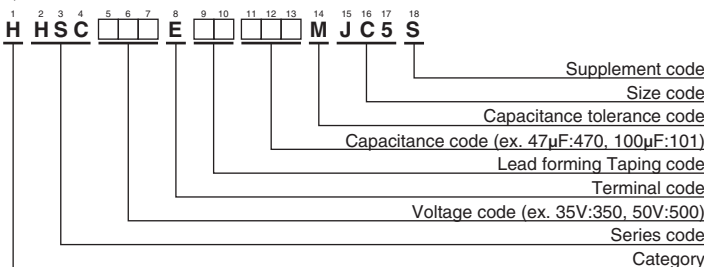 1 2 3 4 5 6 7 8 9 10 11 12 13 14 15 16 17 18
H HSC E M JC5 S
Supplement code
Size code
Capacitance tolerance code
Capacitance code (ex. 47µF:470, 100µF:101)
Lead forming Taping code
Terminal code
Voltage code (ex. 35V:350, 50V:500)
Series code
Category